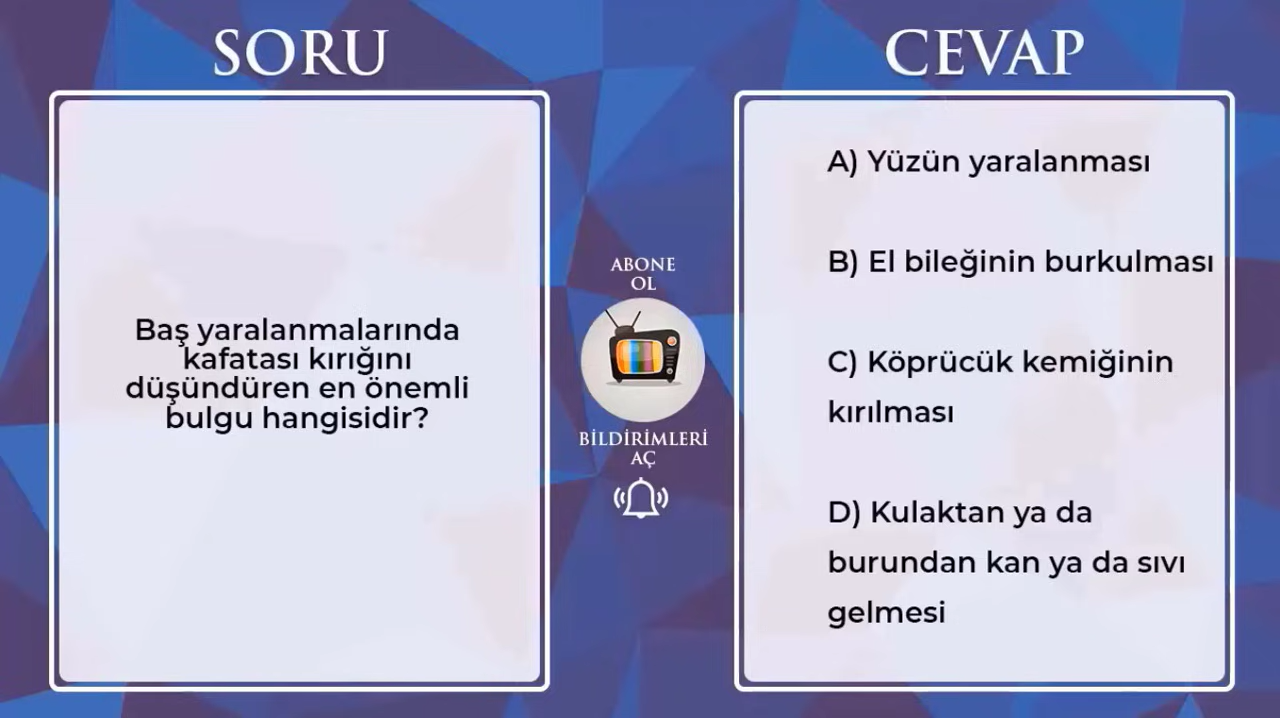 SORU
Baş yaralanmalarında
kafatası kırığını
düşündüren en önemli
bulgu hangisidir?
ABONE
OL
BİLDİRİMLERİ
AÇ
CEVAP
A) Yüzün yaralanması
B) El bileğinin burkulması
C) Köprücük kemiğinin
kırılması
D) Kulaktan ya da
burundan kan ya da sıvı
gelmesi